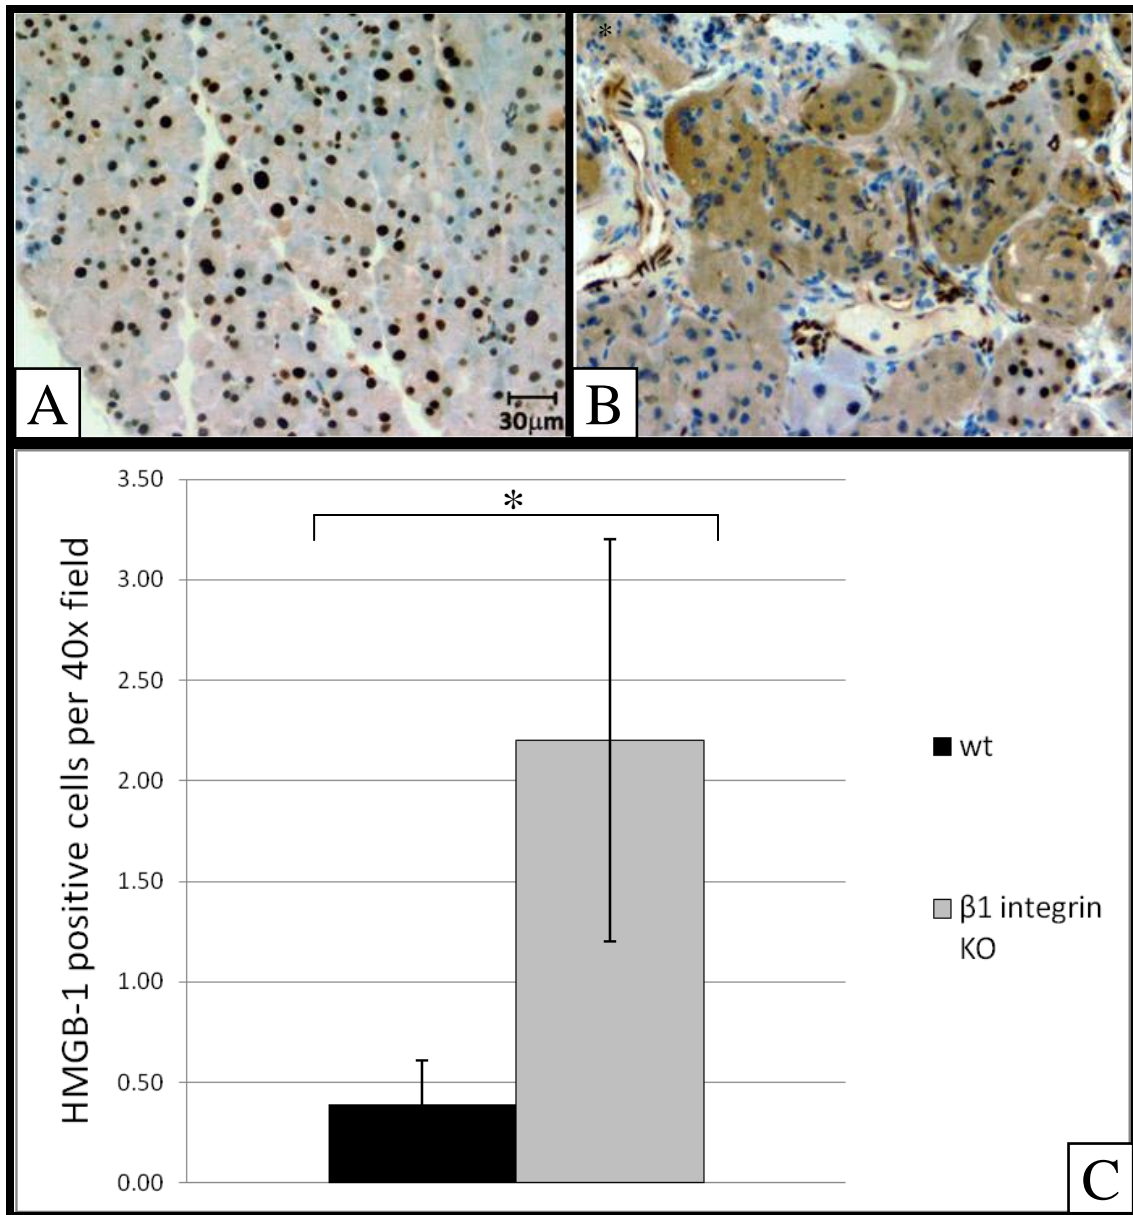 *
A
30μm
B
3.50
3.00
2.50
2.00
1.50
1.00
0.50
0.00
HMGB-1 positive cells per 40x field
*
wt
β1 integrin
KO
C